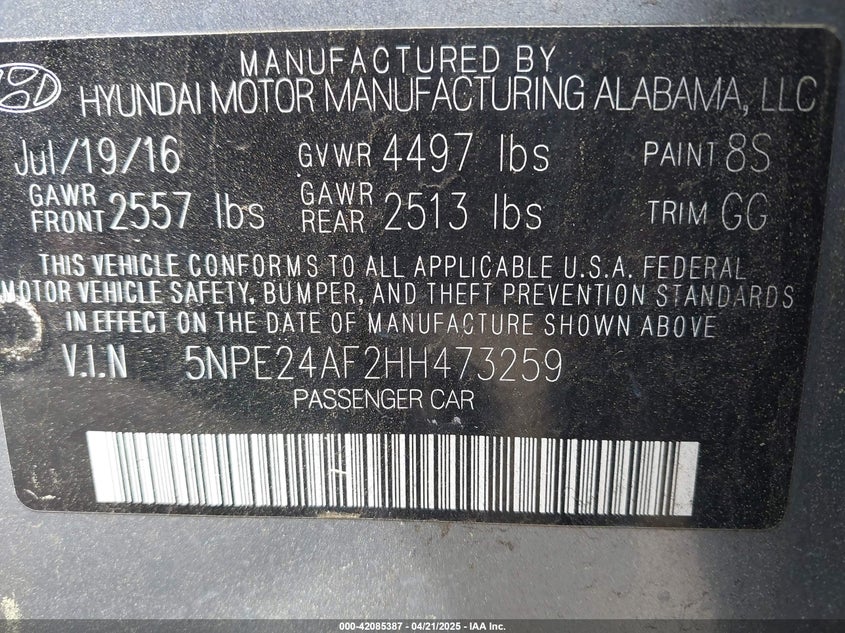 MANUFACTURED BY
HYUNDAI MOTOR MANUFACTURING ALABAMA, LLC
Jul/19/16 GVWR 4497 lbs PAINT 8S
GAWR FRONT 2557 lbs GAWR REAR 2513 lbs TRIM GG
THIS VEHICLE CONFORMS TO ALL APPLICABLE U.S.A. FEDERAL
MOTOR VEHICLE SAFETY, BUMPER, AND THEFT PREVENTION STANDARDS
IN EFFECT ON THE DATE OF MANUFACTURE SHOWN ABOVE
V.I.N 5NPE24AF2HH473259
PASSENGER CAR
000-42085387 - 04/21/2025 - IAA Inc.